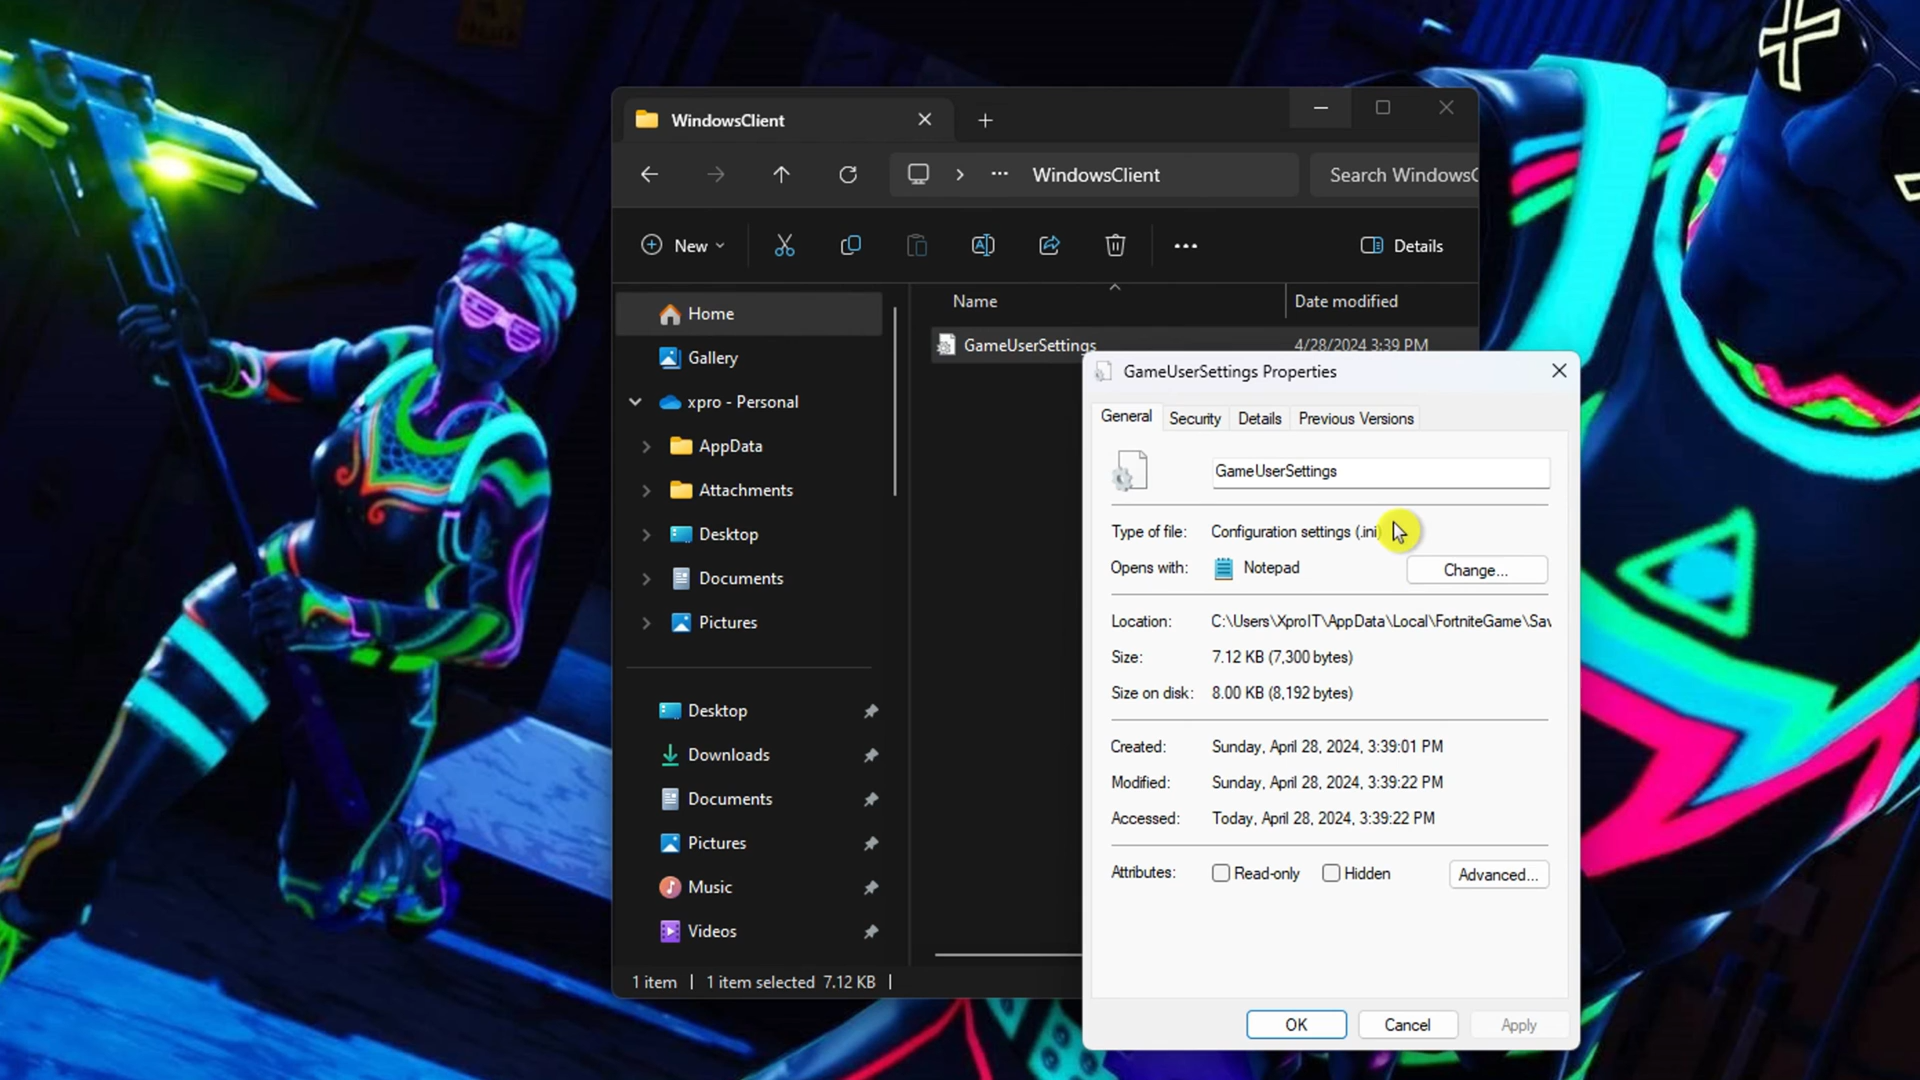 WindowsClient
WindowsClient
Search WindowsC
New
Details
Name
Date modified
GameUserSettings
4/28/2024 3:39 PM
Home
Gallery
xpro - Personal
AppData
Attachments
Desktop
Documents
Pictures
Desktop
Downloads
Documents
Pictures
Music
Videos
1 item
1 item selected 7.12 KB
GameUserSettings Properties
General
Security
Details
Previous Versions
GameUserSettings
Type of file: Configuration settings (.ini)
Opens with: Notepad
Change...
Location: C:\Users\XproIT\AppData\Local\FortniteGame\Sav
Size: 7.12 KB (7,300 bytes)
Size on disk: 8.00 KB (8,192 bytes)
Created: Sunday, April 28, 2024, 3:39:01 PM
Modified: Sunday, April 28, 2024, 3:39:22 PM
Accessed: Today, April 28, 2024, 3:39:22 PM
Attributes: Read-only Hidden
Advanced...
OK
Cancel
Apply